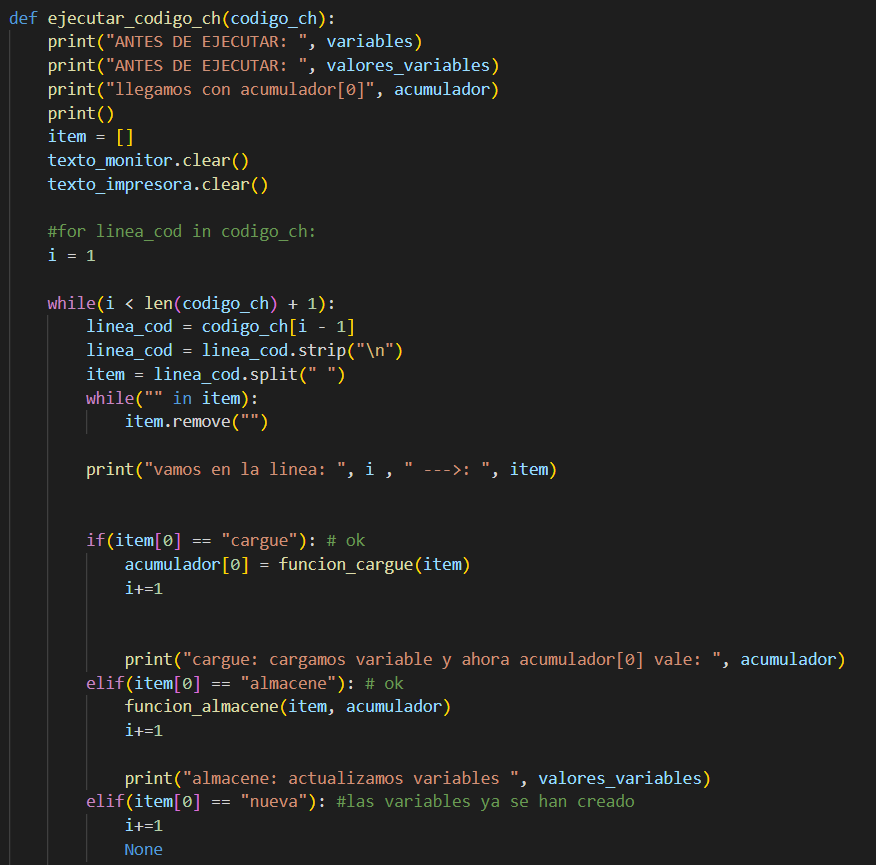 def ejecutar_codigo_ch(codigo_ch):
    print("ANTES DE EJECUTAR: ", variables)
    print("ANTES DE EJECUTAR: ", valores_variables)
    print("llegamos con acumulador[0]", acumulador)
    print()
    item = []
    texto_monitor.clear()
    texto_impresora.clear()

    #for linea_cod in codigo_ch:
    i = 1

    while(i < len(codigo_ch) + 1):
        linea_cod = codigo_ch[i - 1]
        linea_cod = linea_cod.strip("\n")
        item = linea_cod.split(" ")
        while("" in item):
            item.remove("")

        print("vamos en la linea: ", i , " --->: ", item)


        if(item[0] == "cargue"): # ok
            acumulador[0] = funcion_cargue(item)
            i+=1


            print("cargue: cargamos variable y ahora acumulador[0] vale: ", acumulador)
        elif(item[0] == "almacene"): # ok
            funcion_almacene(item, acumulador)
            i+=1

            print("almacene: actualizamos variables ", valores_variables)
        elif(item[0] == "nueva"): #las variables ya se han creado
            i+=1
            None